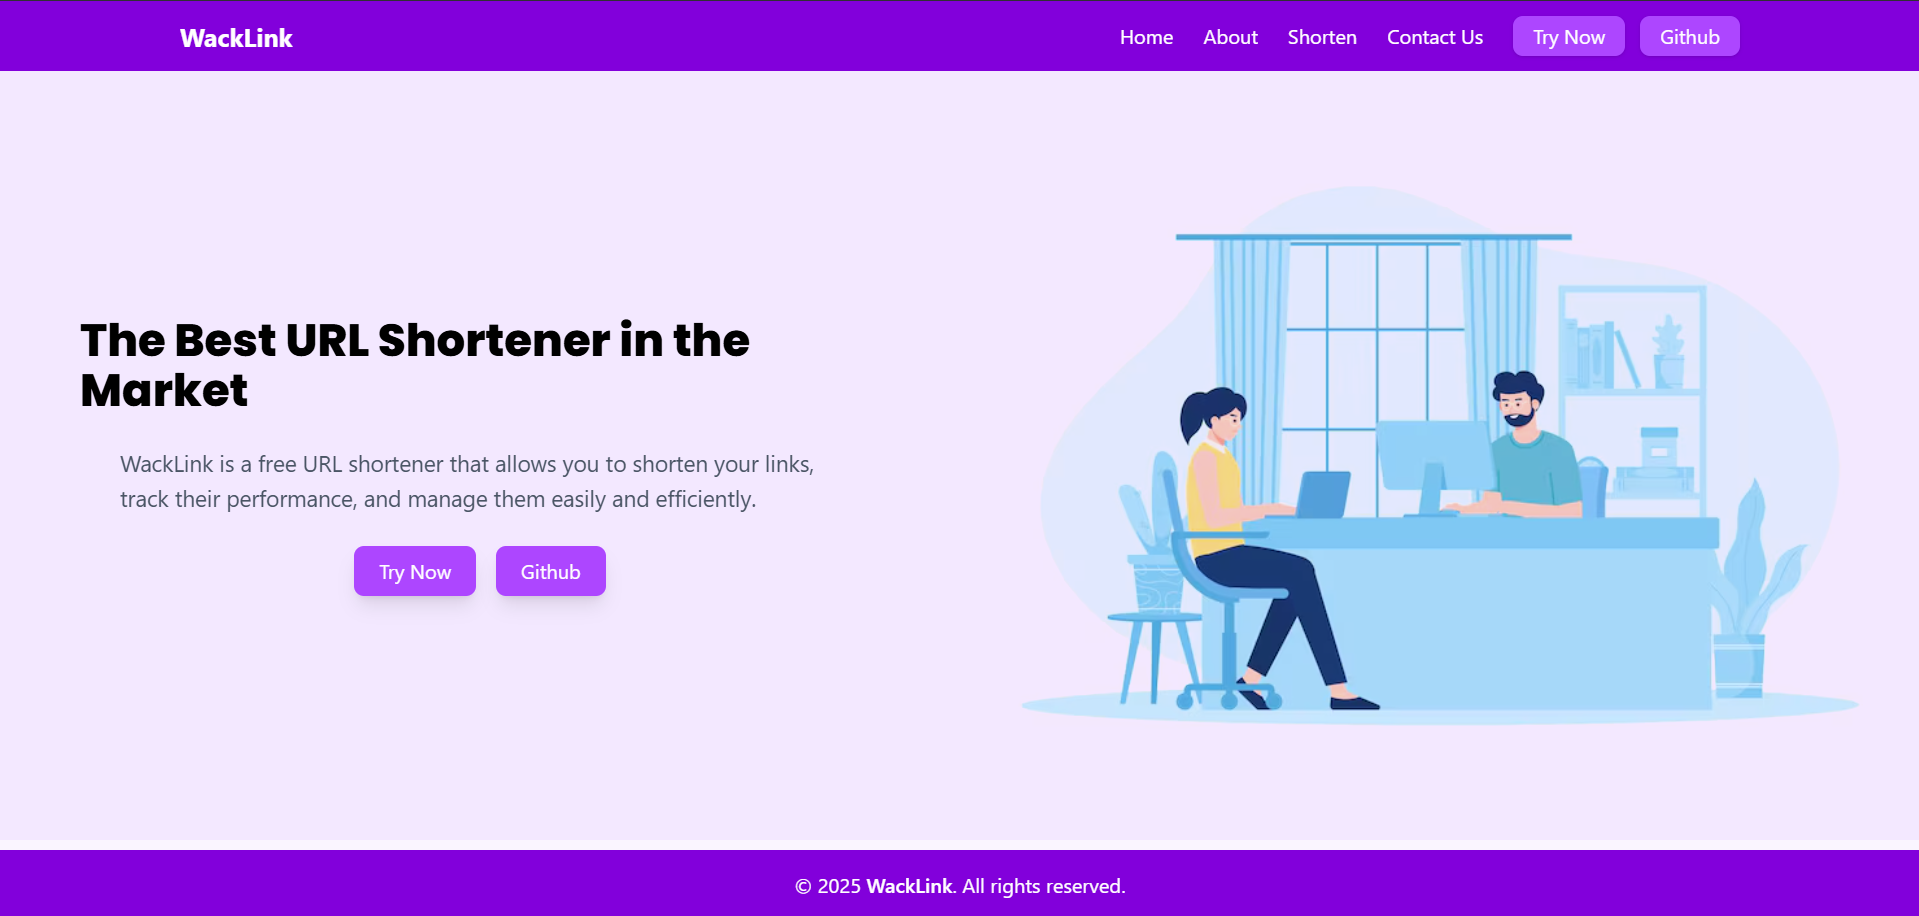 WackLink
Home About Shorten Contact Us Try Now Github
The Best URL Shortener in the
Market
WackLink is a free URL shortener that allows you to shorten your links,
track their performance, and manage them easily and efficiently.
Try Now Github
© 2025 WackLink. All rights reserved.